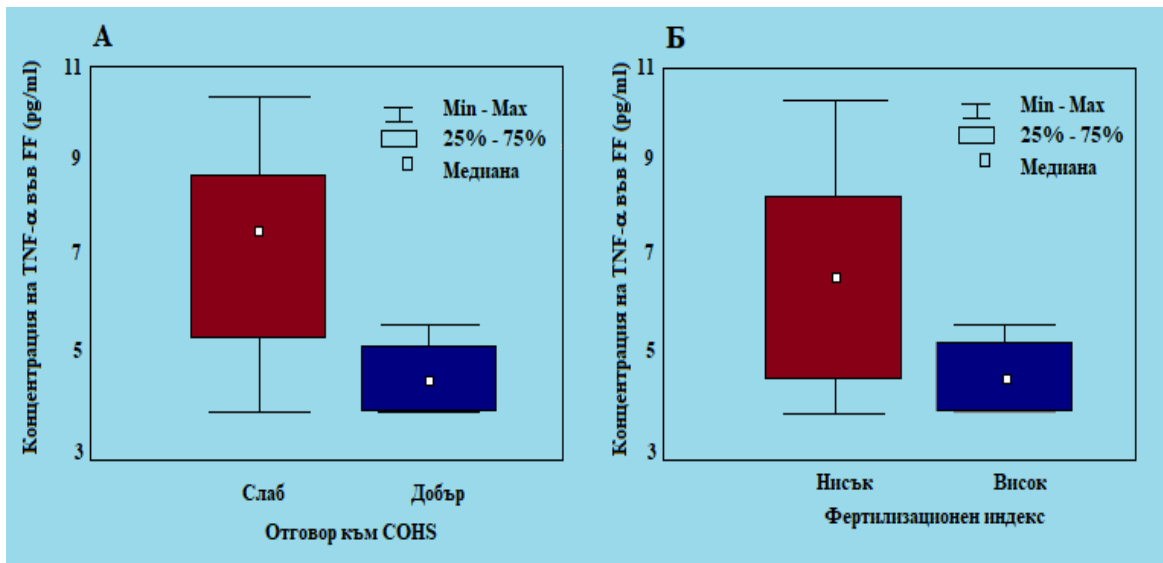 А
Концентрация на TNF-α във FF (pg/ml)
11
9
7
5
3
Min - Max
25% - 75%
Медиана
Слаб
Добър
Отговор към COHS
Б
Концентрация на TNF-α във FF (pg/ml)
11
9
7
5
3
Min - Max
25% - 75%
Медиана
Нисък
Висок
Фертилизационен индекс